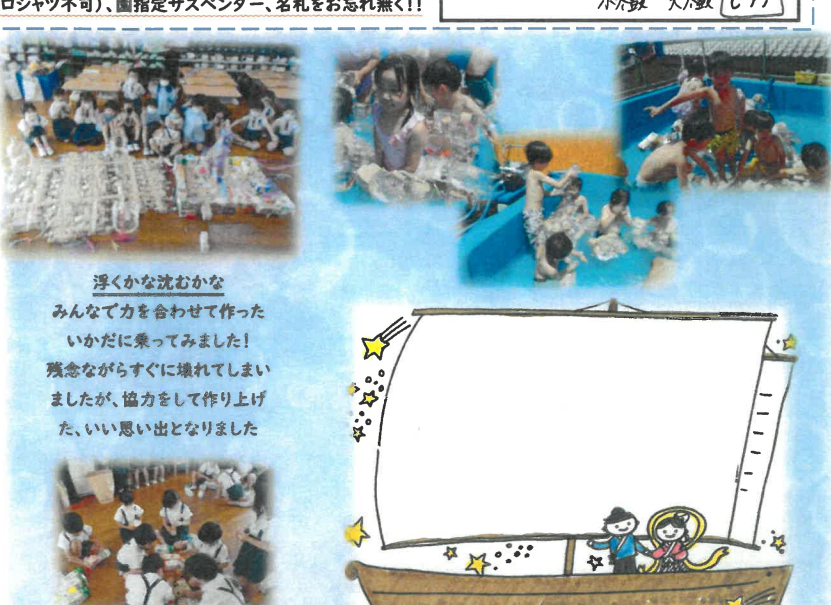 ロシャツ不可)、園指定サスペンダー、名札をお忘れ無く!!
浮くかな沈むかな
みんなで力を合わせて作った
いかだに乗ってみました!
残念ながらすぐに壊れてしまい
ましたが、協力をして作り上げ
た、いい思い出となりました